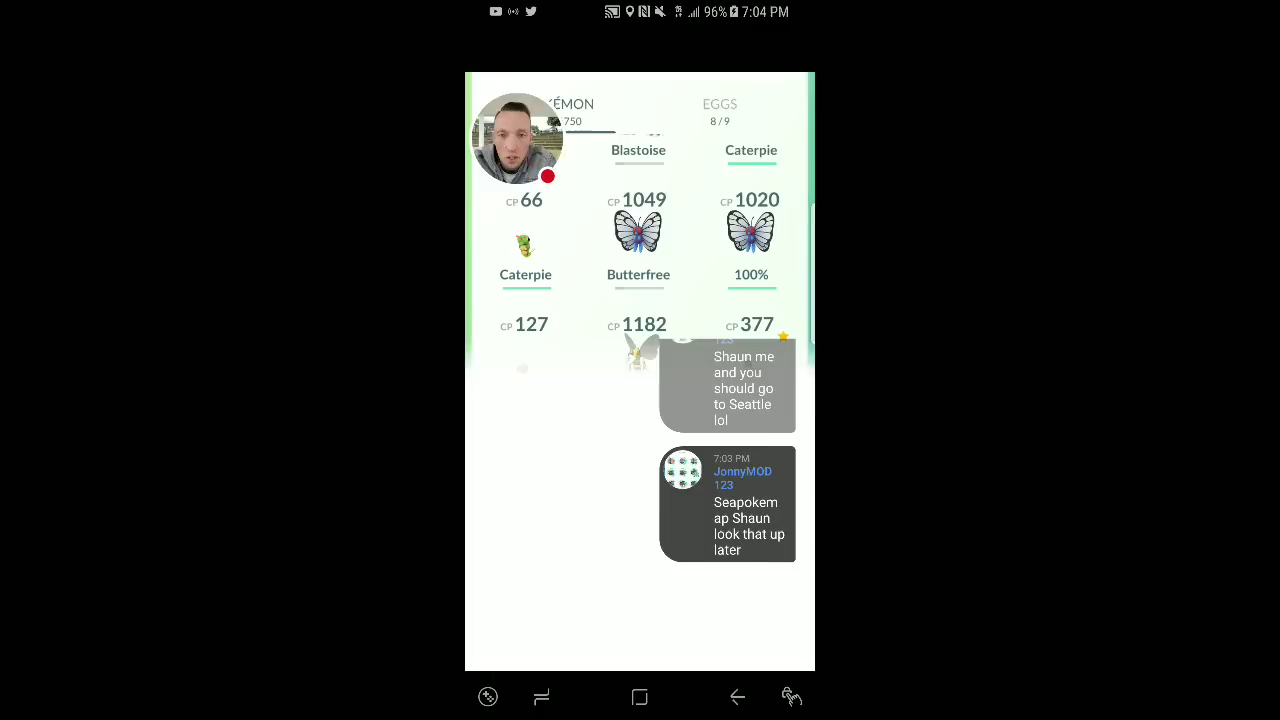 96% 7:04 PM
KÉMON EGGS
750 8/9
Blastoise Caterpie
CP 66 CP 1049 CP 1020
Caterpie Butterfree 100%
CP 127 CP 1182 CP 377
123
Shaun me
and you
should go
to Seattle
lol
7:03 PM
JonnyMOD
123
Seapokem
ap Shaun
look that up
later